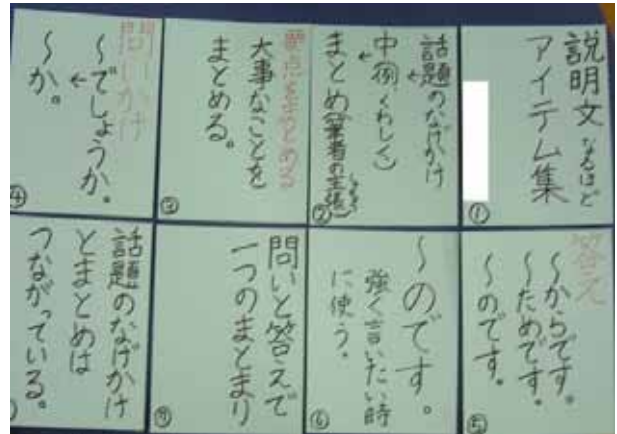 説明文なるほど
アイテム集
①
話題のなげかけ
↓
中(例くわしく)
↓
まとめ(筆者の主張)
②
要点をまとめる
大事なことを
まとめる。
③
問いかけ
〜でしょうか。
↓
〜か。
④
答え
〜からです。
〜ためです。
〜のです。
⑤
〜のです。
強く言いたい時
に使う。
⑥
問いと答えで
一つのまとまり
⑦
話題のなげかけ
とまとめは
つながっている。